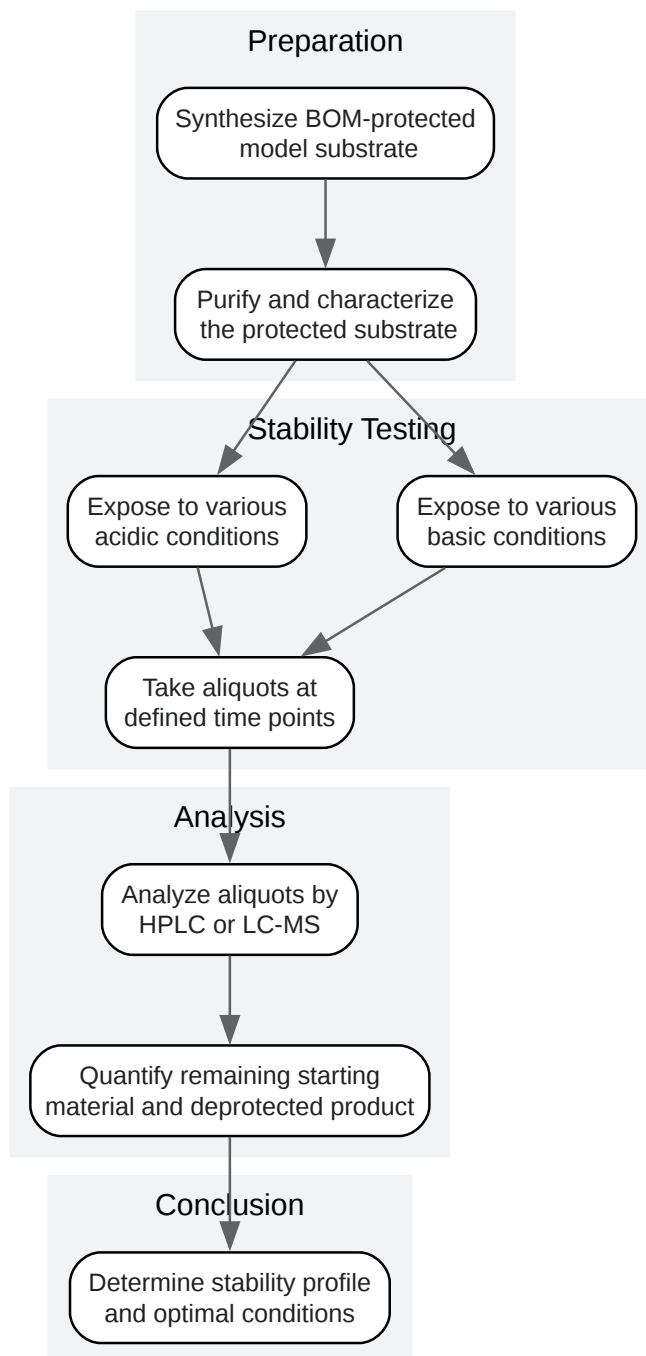 Preparation
Synthesize BOM-protected
model substrate
Purify and characterize
the protected substrate
Stability Testing
Expose to various
acidic conditions
Expose to various
basic conditions
Take aliquots at
defined time points
Analysis
Analyze aliquots by
HPLC or LC-MS
Quantify remaining starting
material and deprotected product
Conclusion
Determine stability profile
and optimal conditions